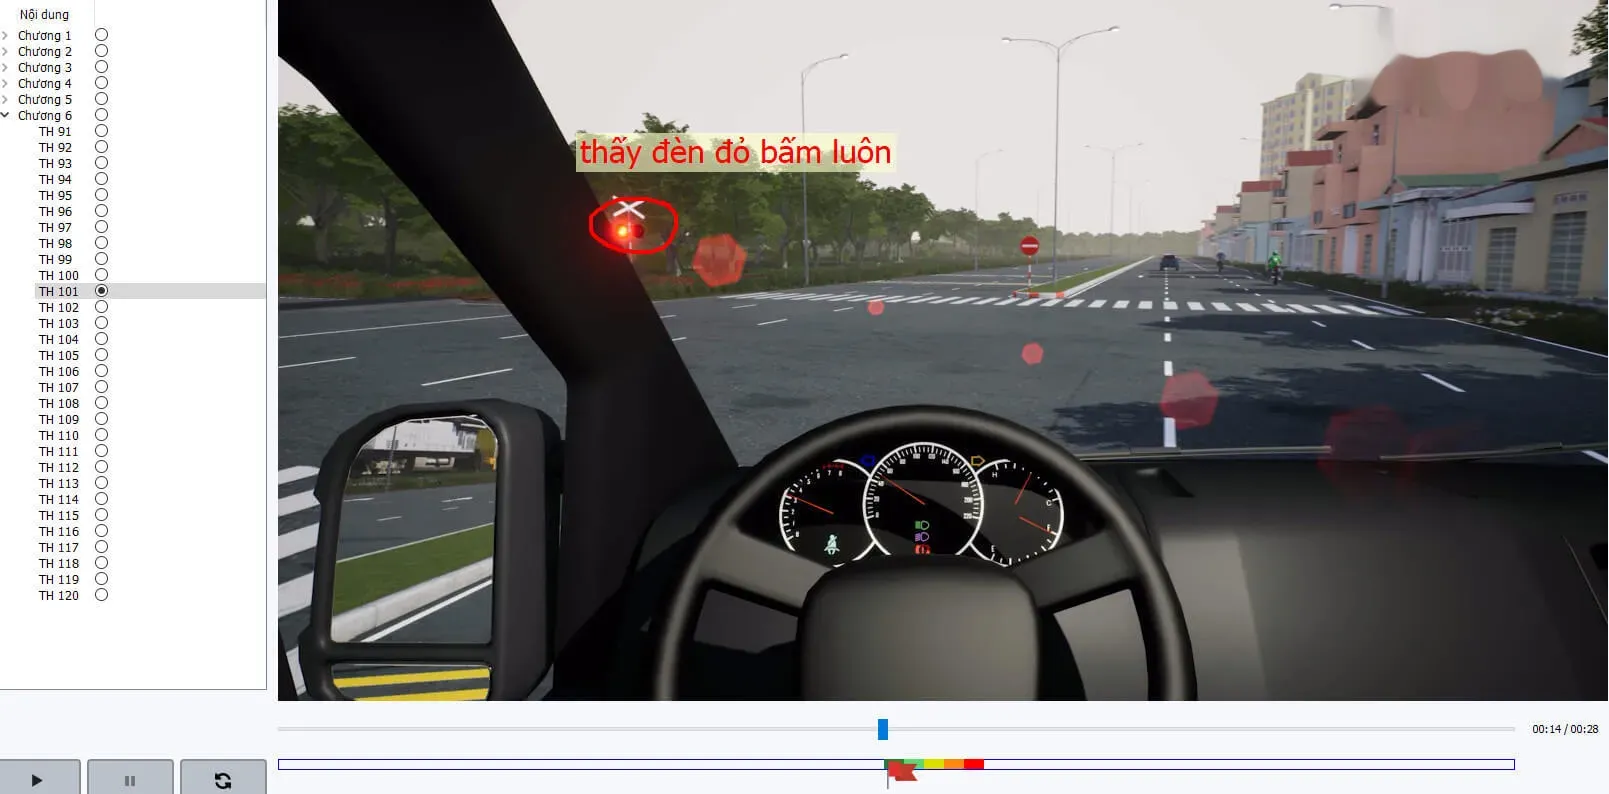 Nội dung
Chương 1
Chương 2
Chương 3
Chương 4
Chương 5
Chương 6
TH 91
TH 92
TH 93
TH 94
TH 95
TH 96
TH 97
TH 98
TH 99
TH 100
TH 101
TH 102
TH 103
TH 104
TH 105
TH 106
TH 107
TH 108
TH 109
TH 110
TH 111
TH 112
TH 113
TH 114
TH 115
TH 116
TH 117
TH 118
TH 119
TH 120
thấy đèn đỏ bấm luôn
H
C
F
E
00:14 / 00:28